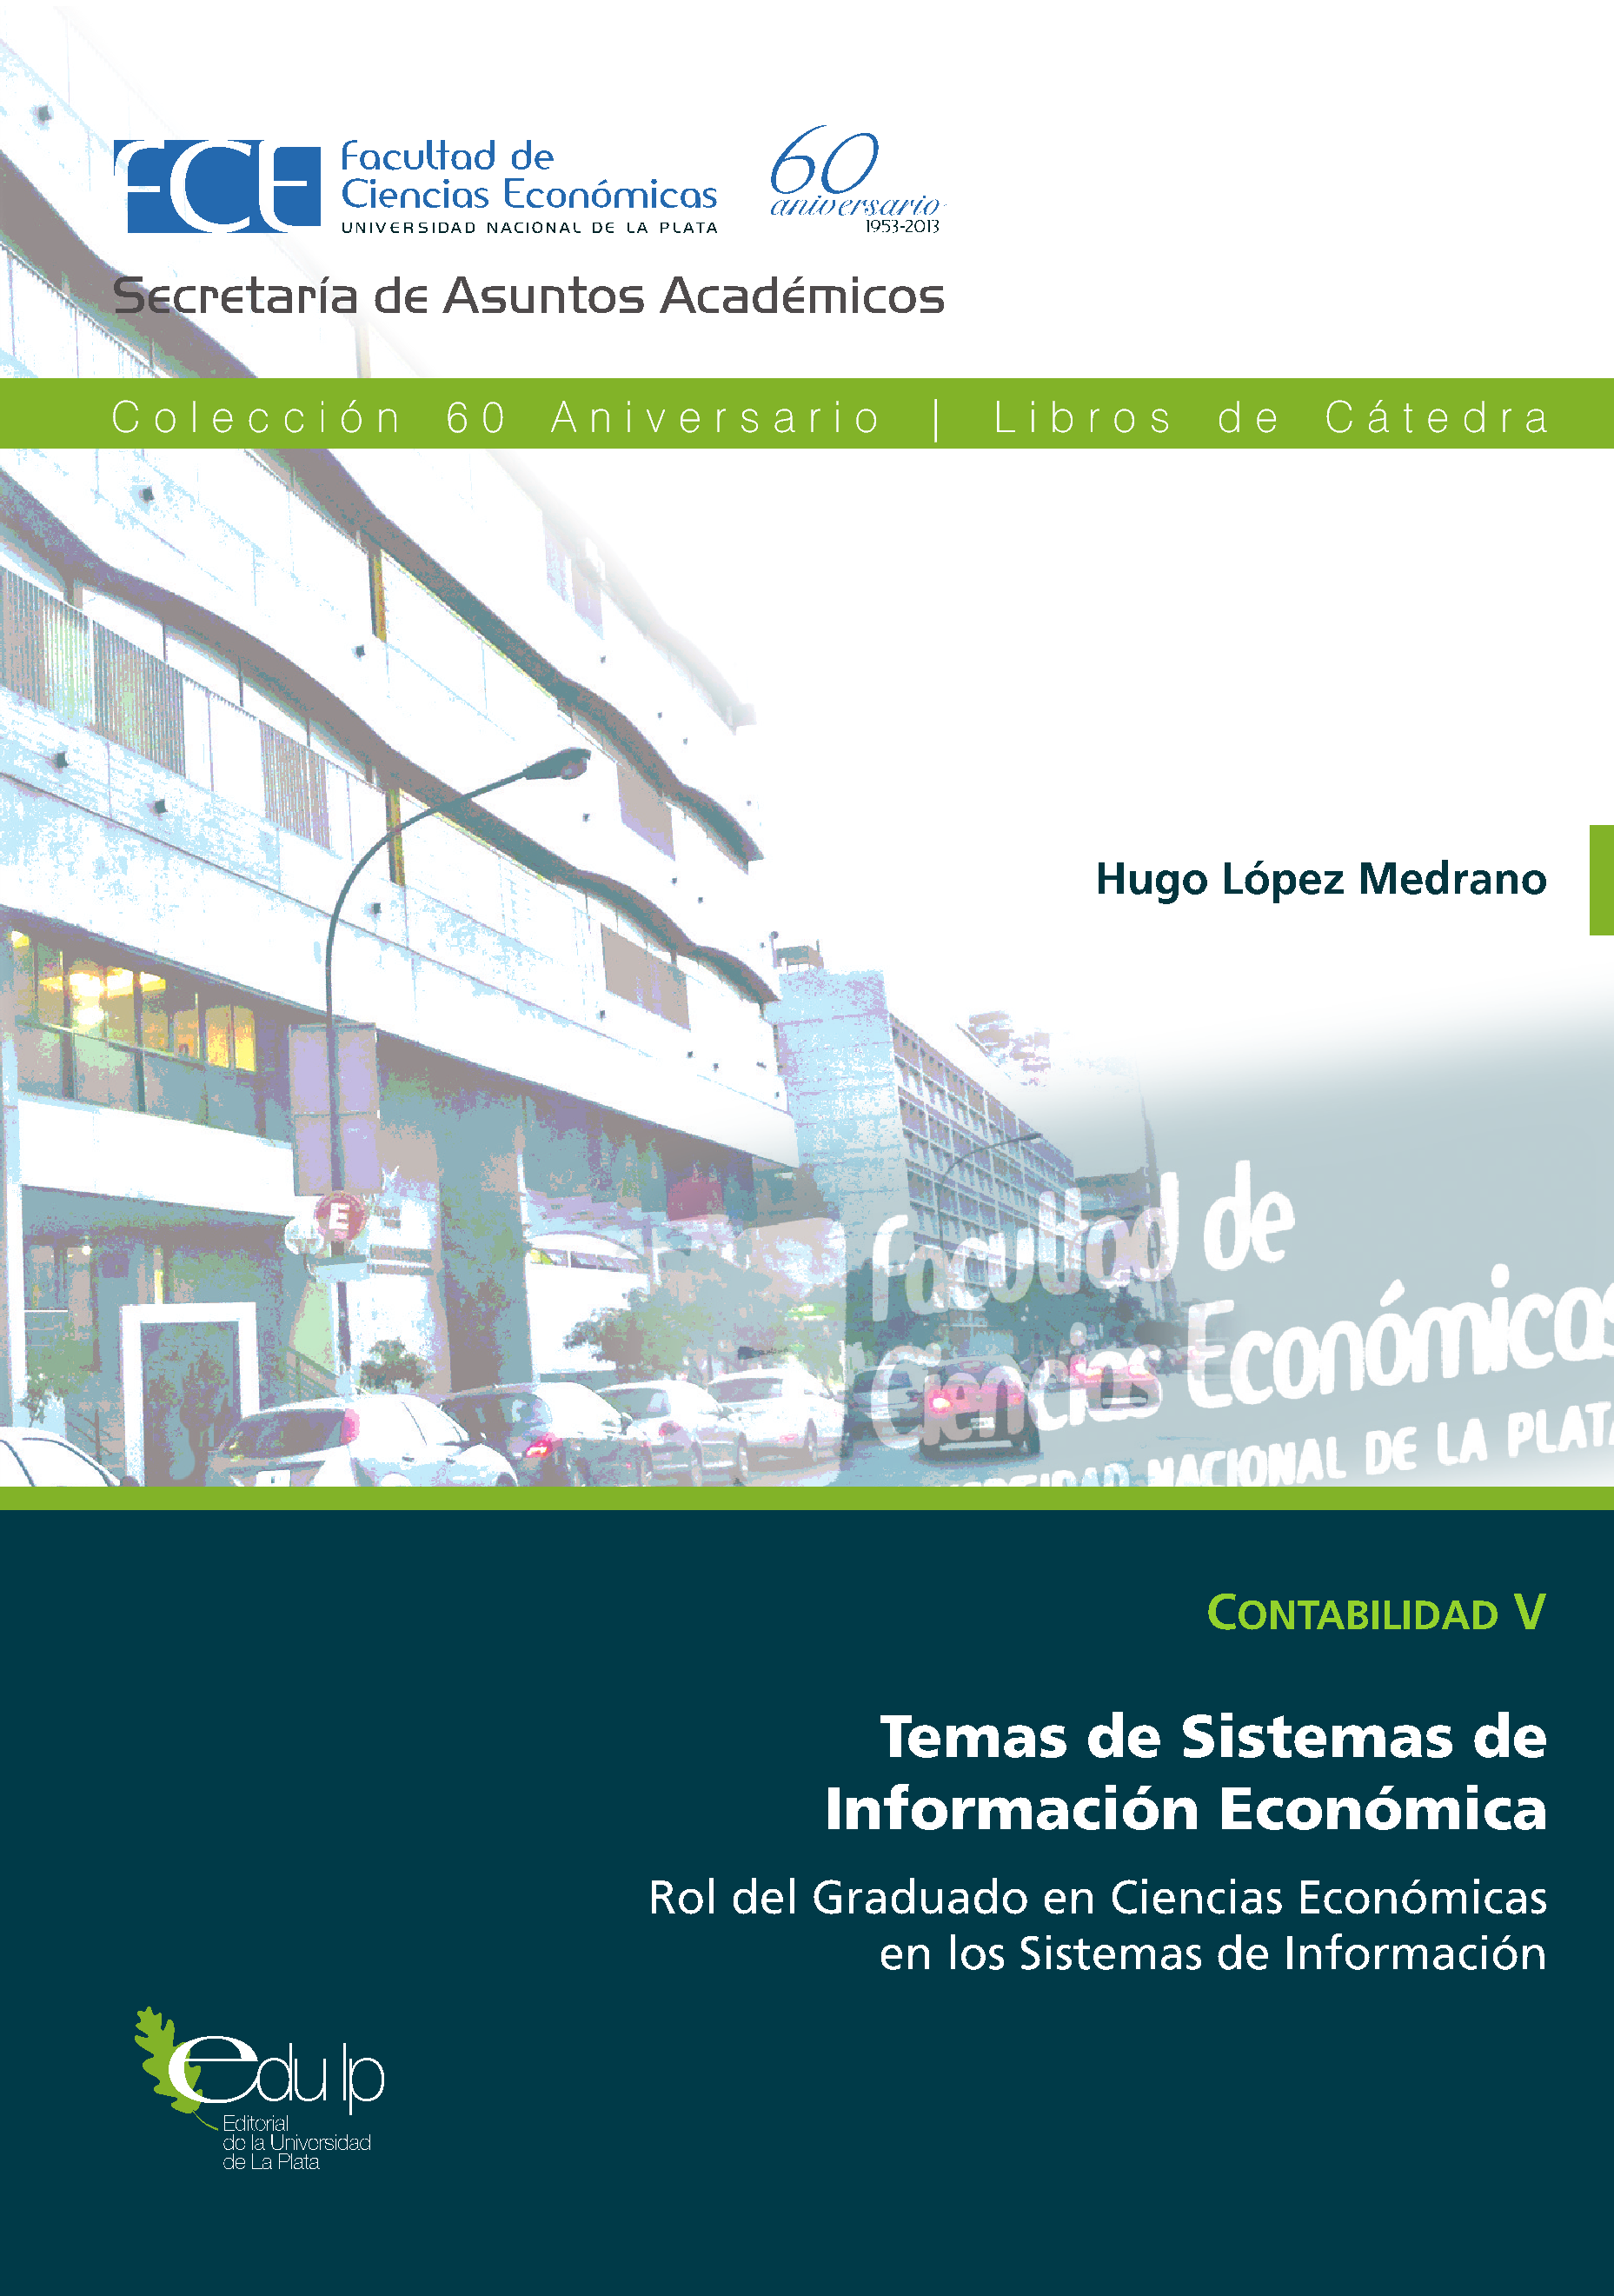 FCE
Facultad de
Ciencias Económicas
UNIVERSIDAD NACIONAL DE LA PLATA
60
aniversario
1953-2013
Secretaría de Asuntos Académicos
Colección 60 Aniversario | Libros de Cátedra
Hugo López Medrano
E
Facultad de
Ciencias Económicas
NACIONAL DE LA PLATA
CONTABILIDAD V
Temas de Sistemas de
Información Económica
Rol del Graduado en Ciencias Económicas
en los Sistemas de Información
edulp
Editorial
de la Universidad
de La Plata